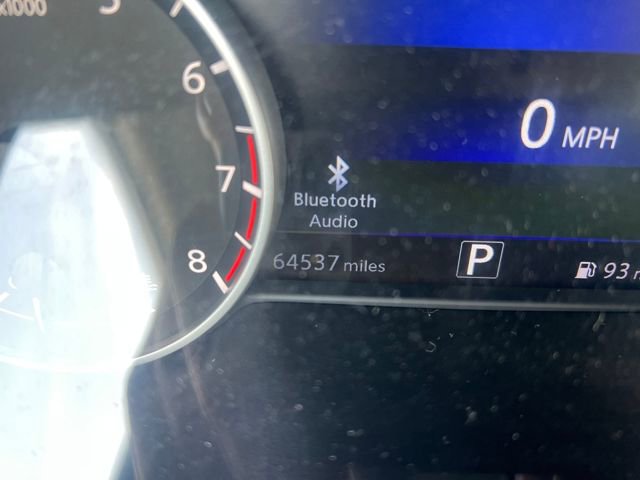 x1000
5
6
7
8
0 MPH
Bluetooth
Audio
64537 miles
P
93